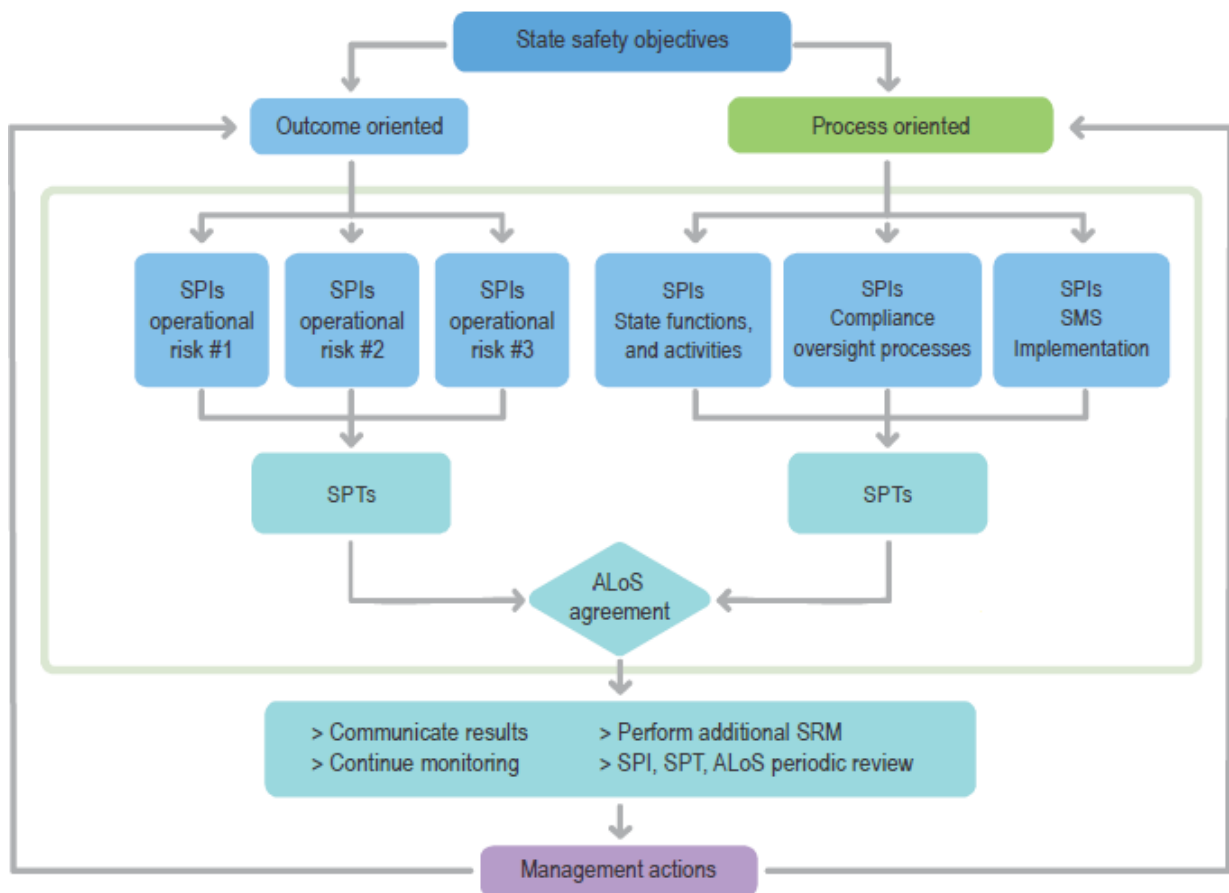 State safety objectives
Outcome oriented
Process oriented
SPIs
operational
risk #1
SPIs
operational
risk #2
SPIs
operational
risk #3
SPIs
State functions,
and activities
SPIs
Compliance
oversight processes
SPIs
SMS
Implementation
SPTs
SPTs
ALoS
agreement
> Communicate results
> Continue monitoring
> Perform additional SRM
> SPI, SPT, ALoS periodic review
Management actions